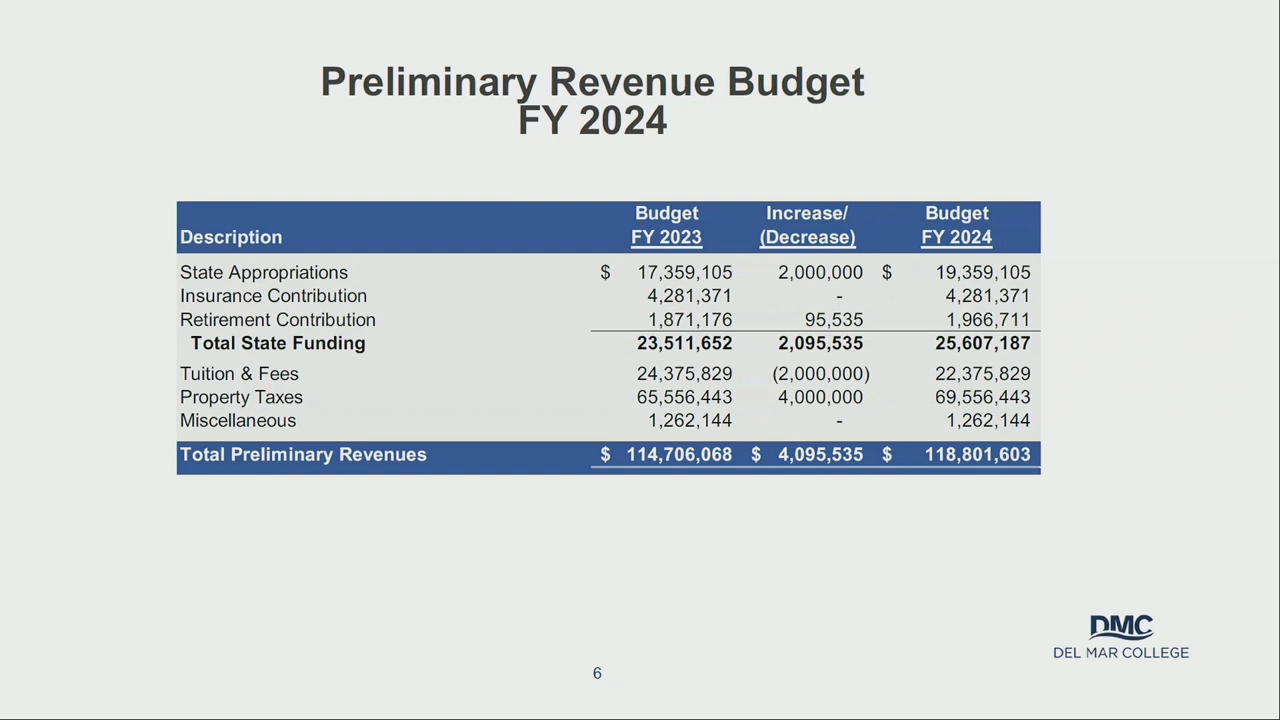 Preliminary Revenue Budget
FY 2024
Budget Increase/ Budget
Description FY 2023 (Decrease) FY 2024
State Appropriations $ 17,359,105 2,000,000 $ 19,359,105
Insurance Contribution 4,281,371 - 4,281,371
Retirement Contribution 1,871,176 95,535 1,966,711
Total State Funding 23,511,652 2,095,535 25,607,187
Tuition & Fees 24,375,829 (2,000,000) 22,375,829
Property Taxes 65,556,443 4,000,000 69,556,443
Miscellaneous 1,262,144 - 1,262,144
Total Preliminary Revenues $ 114,706,068 $ 4,095,535 $ 118,801,603
DMC
DEL MAR COLLEGE
6